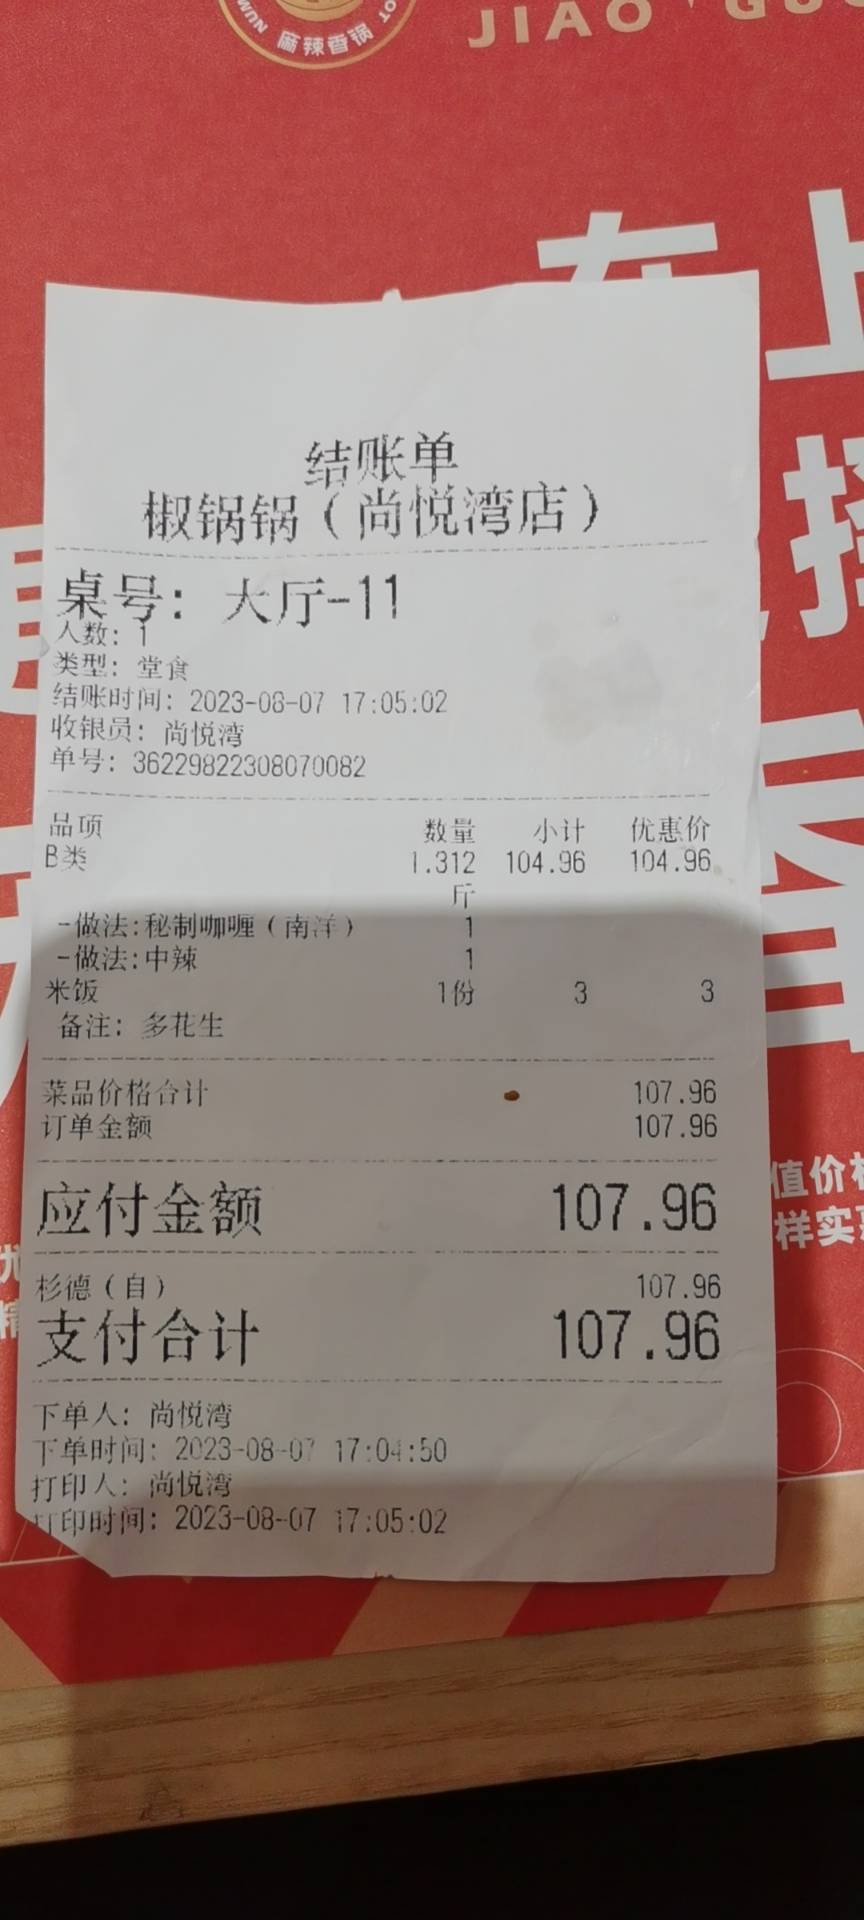 麻辣香锅
JIAO
在上
结账单
椒锅锅（尚悦湾店）
桌号: 大厅-11
人数: 1
类型: 堂食
结账时间: 2023-08-07 17:05:02
收银员: 尚悦湾
单号: 36229822308070082
品项 数量 小计 优惠价
B类 1.312 104.96 104.96
斤
-做法:秘制咖喱（南洋） 1
-做法:中辣 1
米饭 1份 3 3
备注: 多花生
菜品价格合计 107.96
订单金额 107.96
应付金额 107.96
杉德（自） 107.96
支付合计 107.96
下单人: 尚悦湾
下单时间: 2023-08-07 17:04:50
打印人: 尚悦湾
打印时间: 2023-08-07 17:05:02
香
值价格
样实